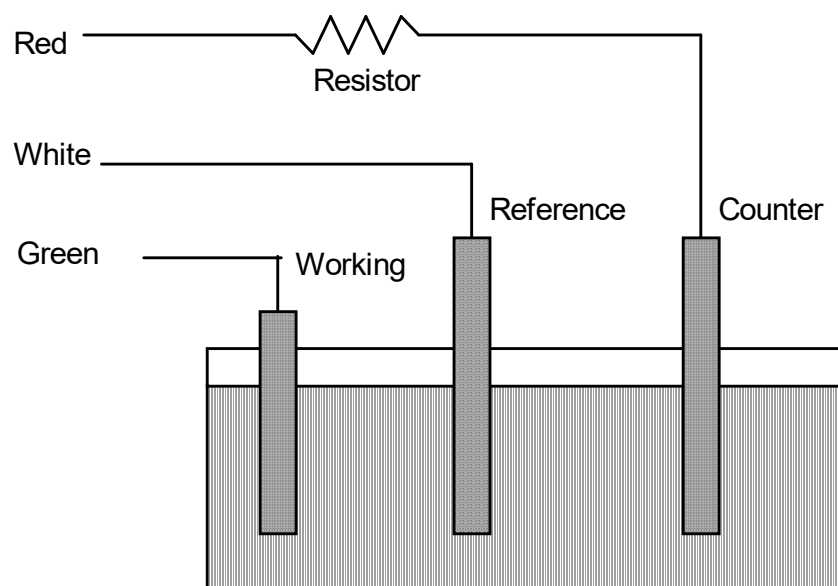 Red
Resistor
White
Reference
Counter
Green
Working